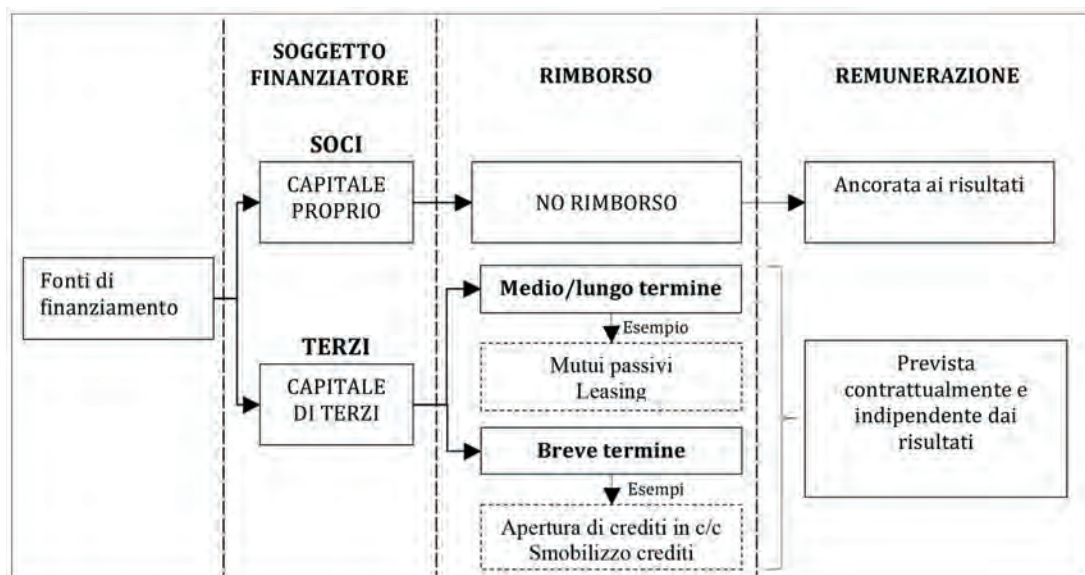 SOGGETTO
FINANZIATORE
RIMBORSO
REMUNERAZIONE
SOCI
CAPITALE
PROPRIO
NO RIMBORSO
Ancorata ai risultati
Fonti di
finanziamento
Medio/lungo termine
Esempio
Mutui passivi
Leasing
TERZI
CAPITALE
DI TERZI
Breve termine
Esempi
Apertura di crediti in c/c
Smobilizzo crediti
Prevista
contrattualmente e
indipendente dai
risultati